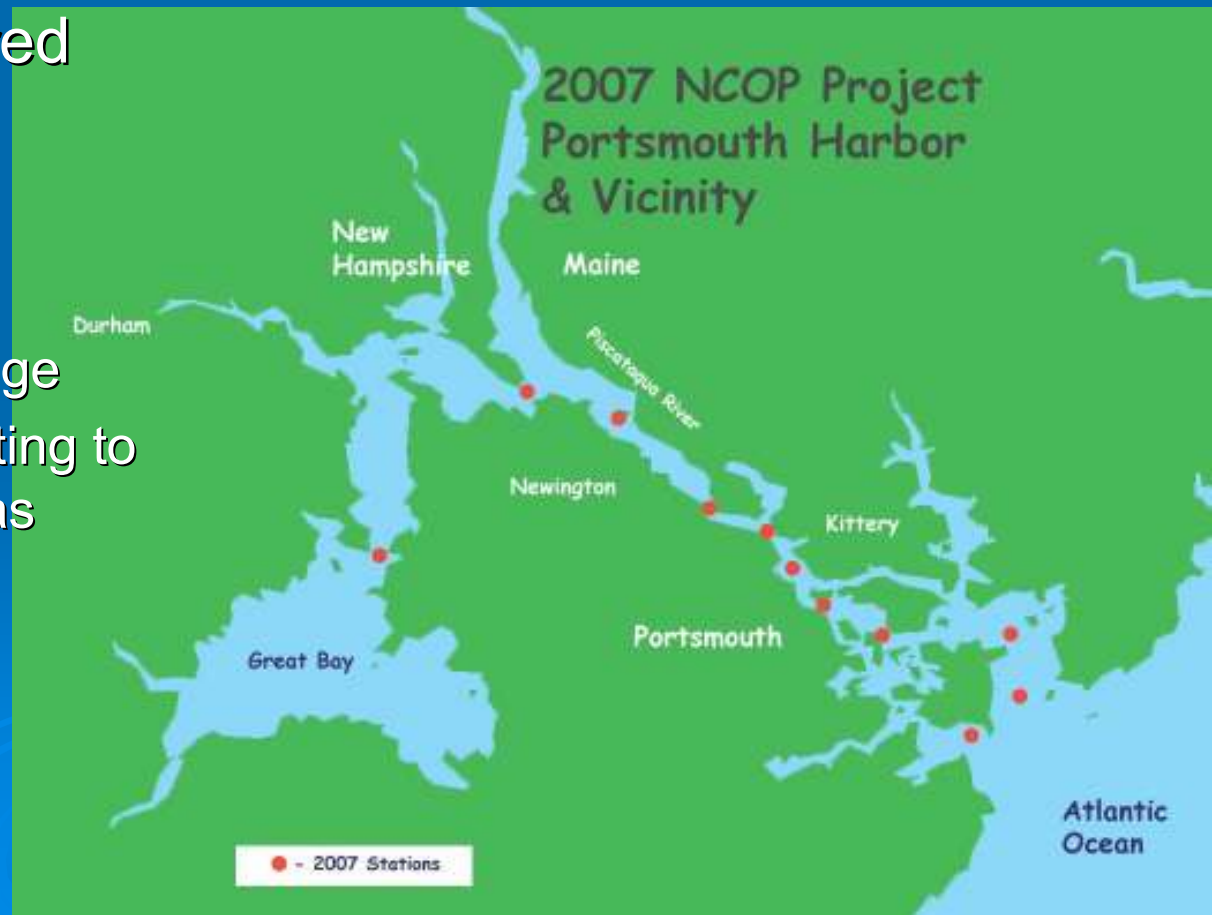 ed
ge
ting to
as
2007 NCOP Project
Portsmouth Harbor
& Vicinity
New
Hampshire
Maine
Durham
Piscataqua River
Newington
Kittery
Portsmouth
Great Bay
Atlantic
Ocean
- 2007 Stations